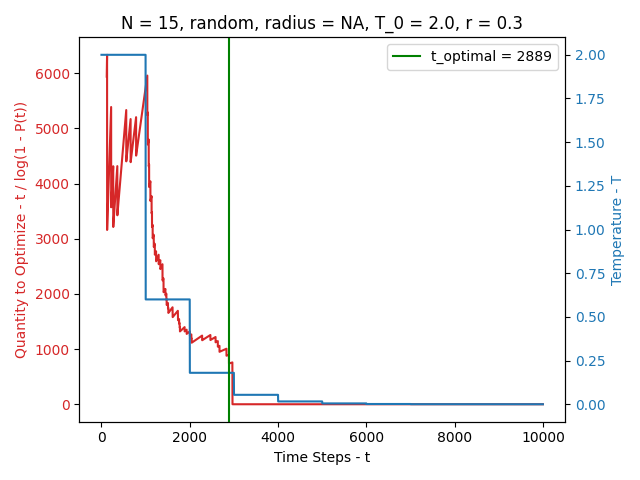 N = 15, random, radius = NA, T_0 = 2.0, r = 0.3
t_optimal = 2889
Quantity to Optimize - t / log(1 - P(t))
6000
5000
4000
3000
2000
1000
0
2.00
1.75
1.50
1.25
1.00
0.75
0.50
0.25
0.00
Temperature - T
0 2000 4000 6000 8000 10000
Time Steps - t